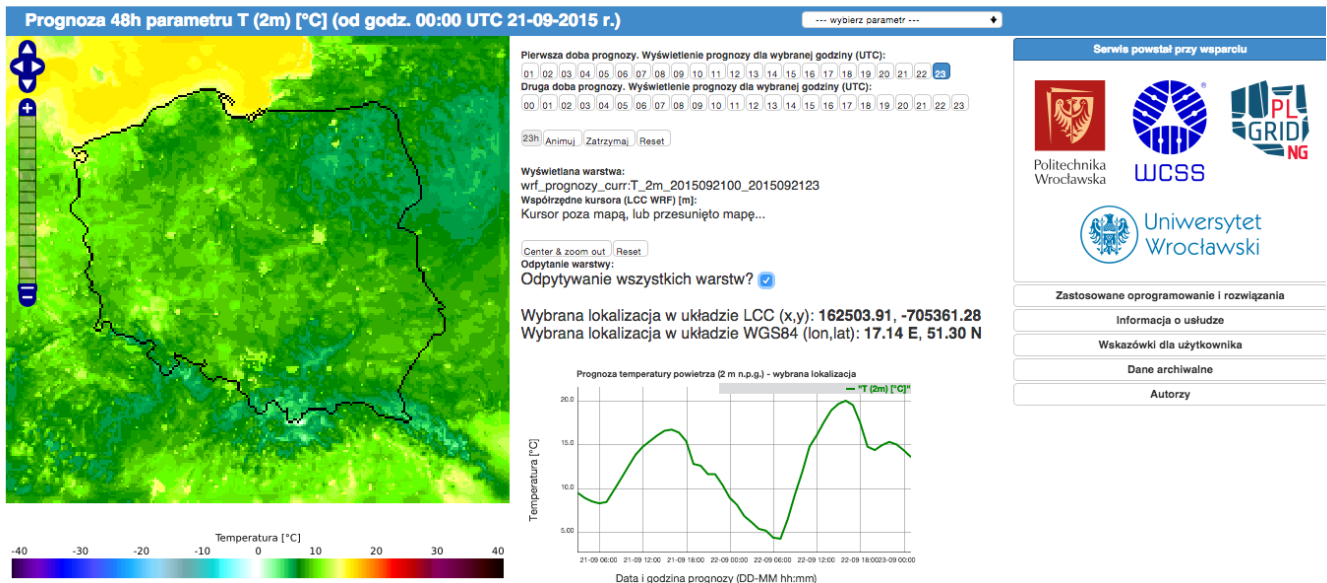 Prognoza 48h parametru T (2m) [°C] (od godz. 00:00 UTC 21-09-2015 r.)
--- wybierz parametr ---
Pierwsza doba prognozy. Wyświetlenie prognozy dla wybranej godziny (UTC):
01 02 03 04 05 06 07 08 09 10 11 12 13 14 15 16 17 18 19 20 21 22 23
Druga doba prognozy. Wyświetlenie prognozy dla wybranej godziny (UTC):
00 01 02 03 04 05 06 07 08 09 10 11 12 13 14 15 16 17 18 19 20 21 22 23
23h Animuj Zatrzymaj Reset
Wyświetlana warstwa:
wrf_prognozy_curr:T_2m_2015092100_2015092123
Współrzędne kursora (LCC WRF) [m]:
Kursor poza mapą, lub przesunięto mapę...
Center & zoom out Reset
Odpytanie warstwy:
Odpytywanie wszystkich warstw?
Wybrana lokalizacja w układzie LCC (x,y): 162503.91, -705361.28
Wybrana lokalizacja w układzie WGS84 (lon,lat): 17.14 E, 51.30 N
Prognoza temperatury powietrza (2 m n.p.g.) - wybrana lokalizacja
"T (2m) [°C]"
20.0
15.0
10.0
5.00
Temperatura [°C]
21-09 06:00 21-09 12:00 21-09 18:00 22-09 00:00 22-09 06:00 22-09 12:00 22-09 18:00 23-09 00:00
Data i godzina prognozy (DD-MM hh:mm)
Temperatura [°C]
-40 -30 -20 -10 0 10 20 30 40
Serwis powstał przy wsparciu
Politechnika
Wrocławska
WCSS
PL
GRID
NG
Uniwersytet
Wrocławski
Zastosowane oprogramowanie i rozwiązania
Informacja o usłudze
Wskazówki dla użytkownika
Dane archiwalne
Autorzy